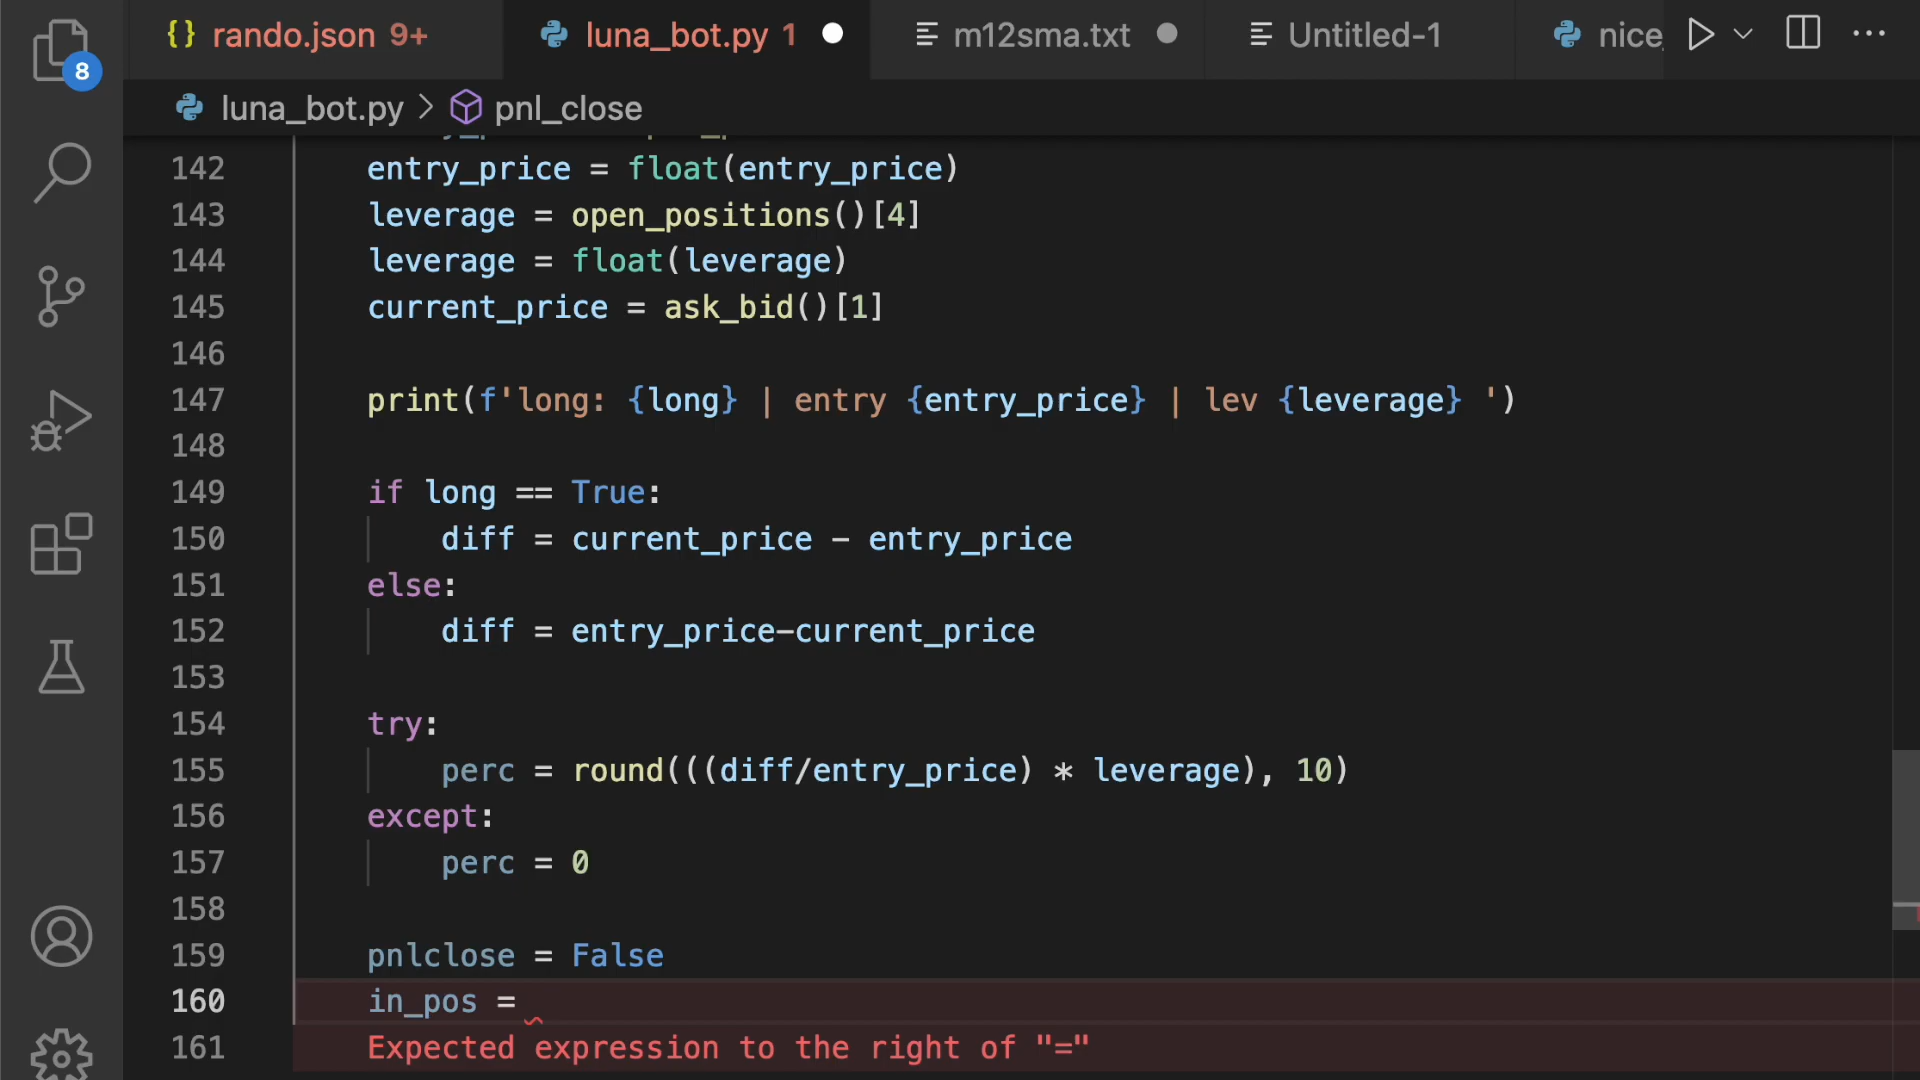 8
{} rando.json 9+
luna_bot.py 1
m12sma.txt
Untitled-1
nice
luna_bot.py > pnl_close
142 entry_price = float(entry_price)
143 leverage = open_positions()[4]
144 leverage = float(leverage)
145 current_price = ask_bid()[1]
146
147 print(f'long: {long} | entry {entry_price} | lev {leverage} ')
148
149 if long == True:
150 diff = current_price - entry_price
151 else:
152 diff = entry_price-current_price
153
154 try:
155 perc = round(((diff/entry_price) * leverage), 10)
156 except:
157 perc = 0
158
159 pnlclose = False
160 in_pos =
161 Expected expression to the right of "="